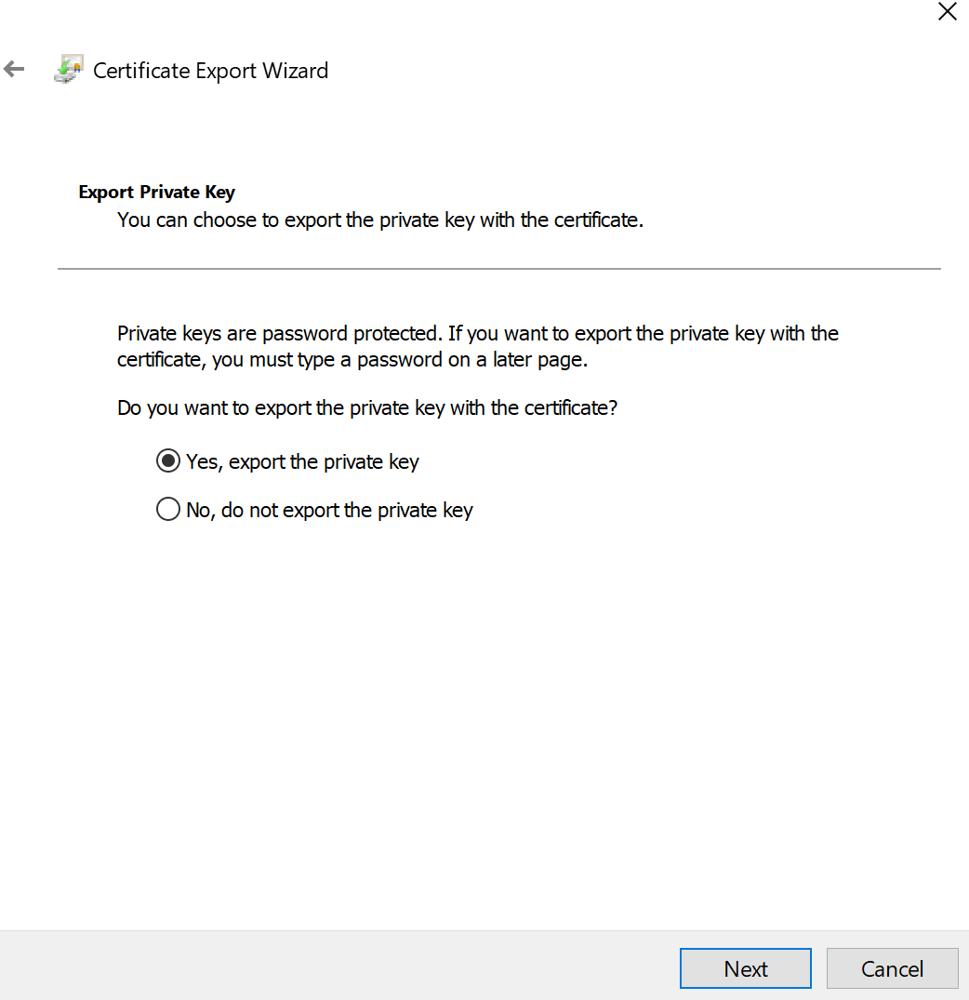 Certificate Export Wizard
Export Private Key
You can choose to export the private key with the certificate.
Private keys are password protected. If you want to export the private key with the
certificate, you must type a password on a later page.
Do you want to export the private key with the certificate?
Yes, export the private key
No, do not export the private key
Next
Cancel